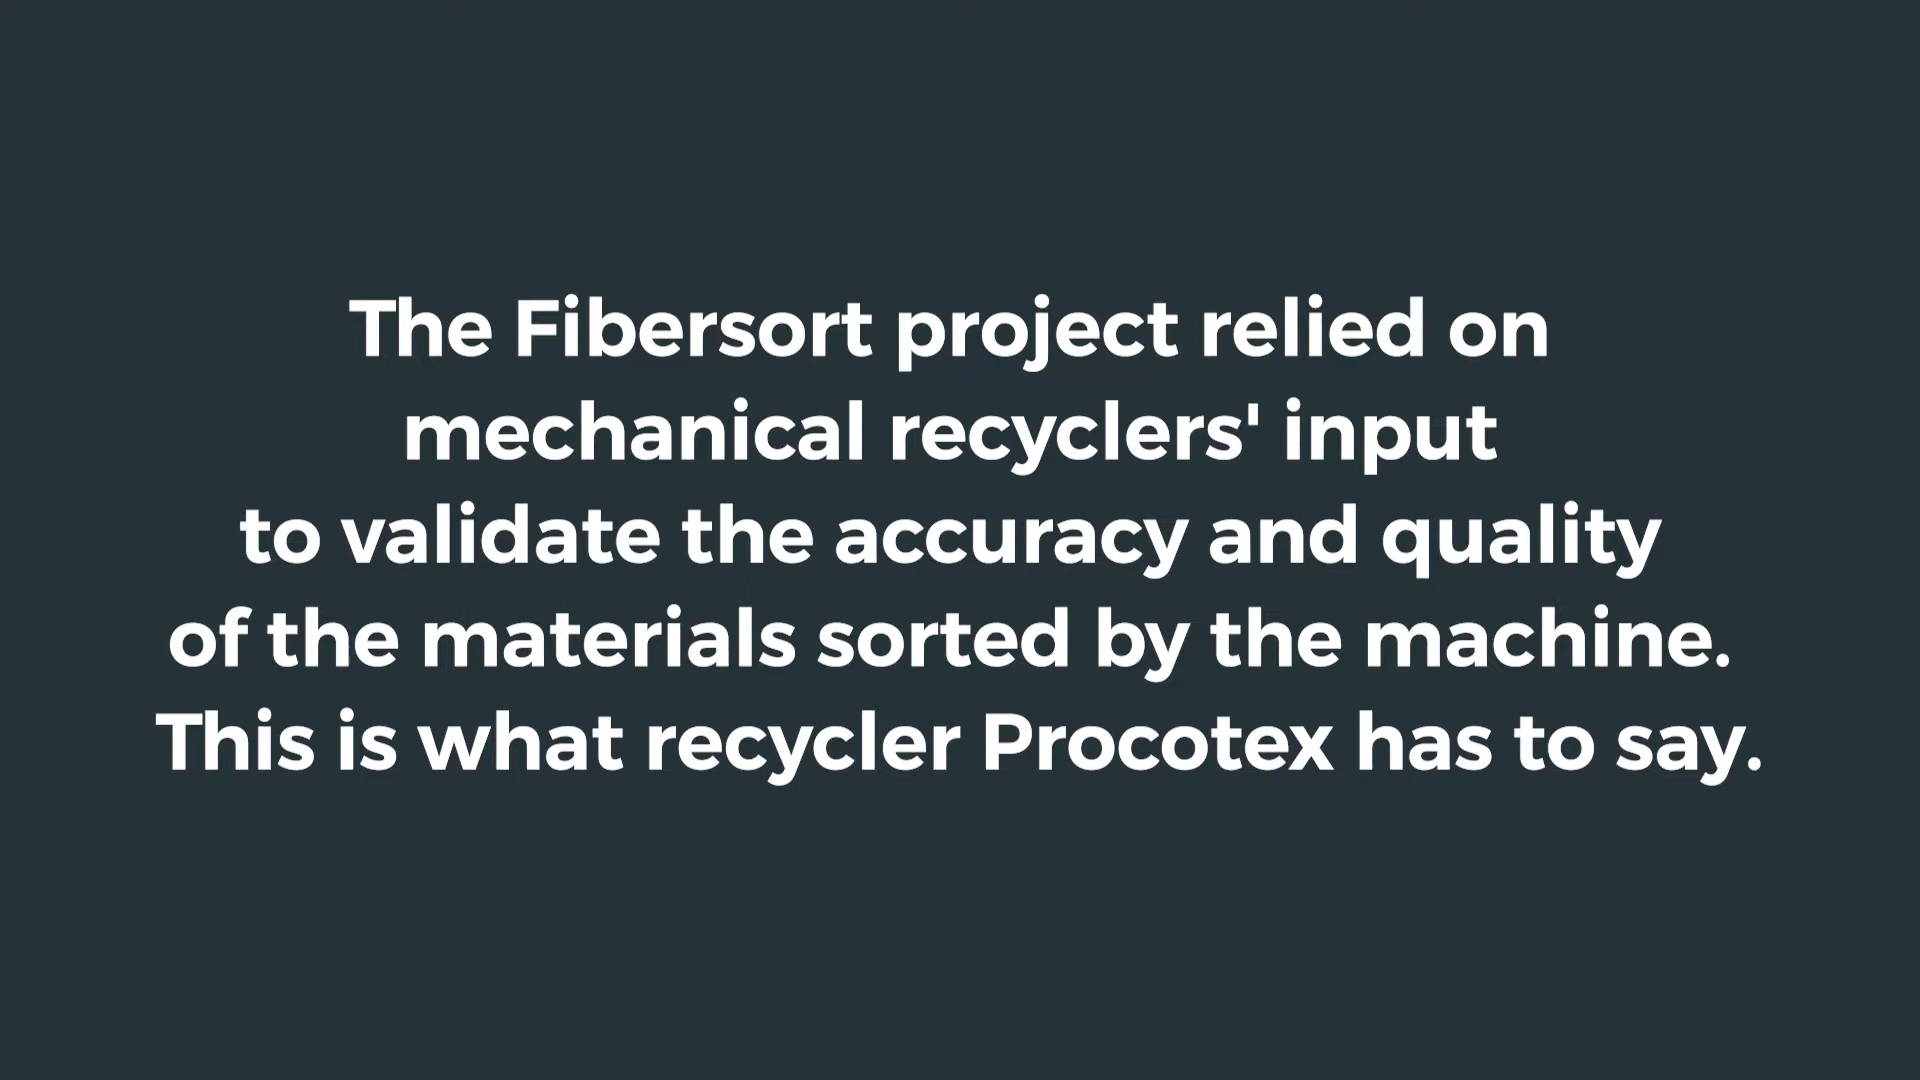 The Fibersort project relied on
mechanical recyclers' input
to validate the accuracy and quality
of the materials sorted by the machine.
This is what recycler Procotex has to say.